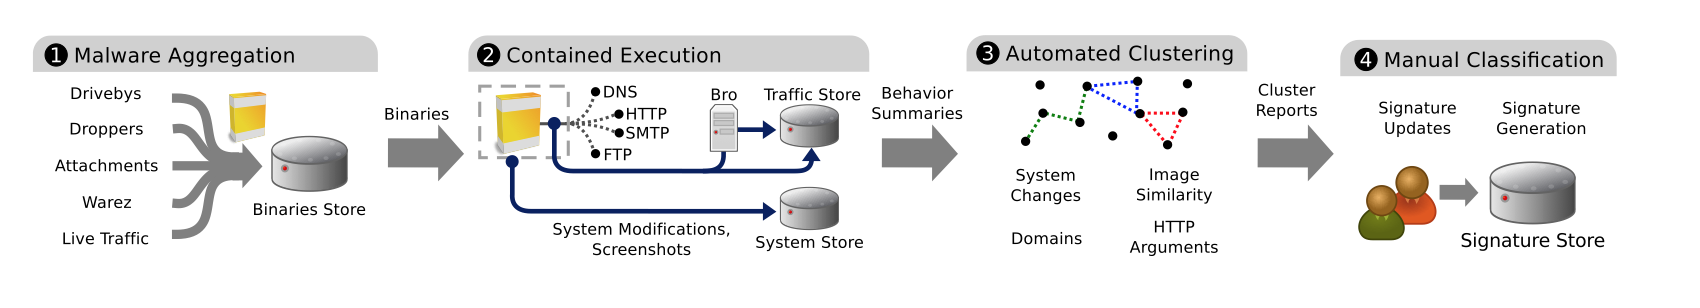 1 Malware Aggregation
Drivebys
Droppers
Attachments
Warez
Live Traffic
Binaries Store
Binaries
2 Contained Execution
DNS
HTTP
SMTP
FTP
Bro
Traffic Store
System Modifications,
Screenshots
System Store
Behavior
Summaries
3 Automated Clustering
System
Changes
Image
Similarity
Domains
HTTP
Arguments
Cluster
Reports
4 Manual Classification
Signature
Updates
Signature
Generation
Signature Store